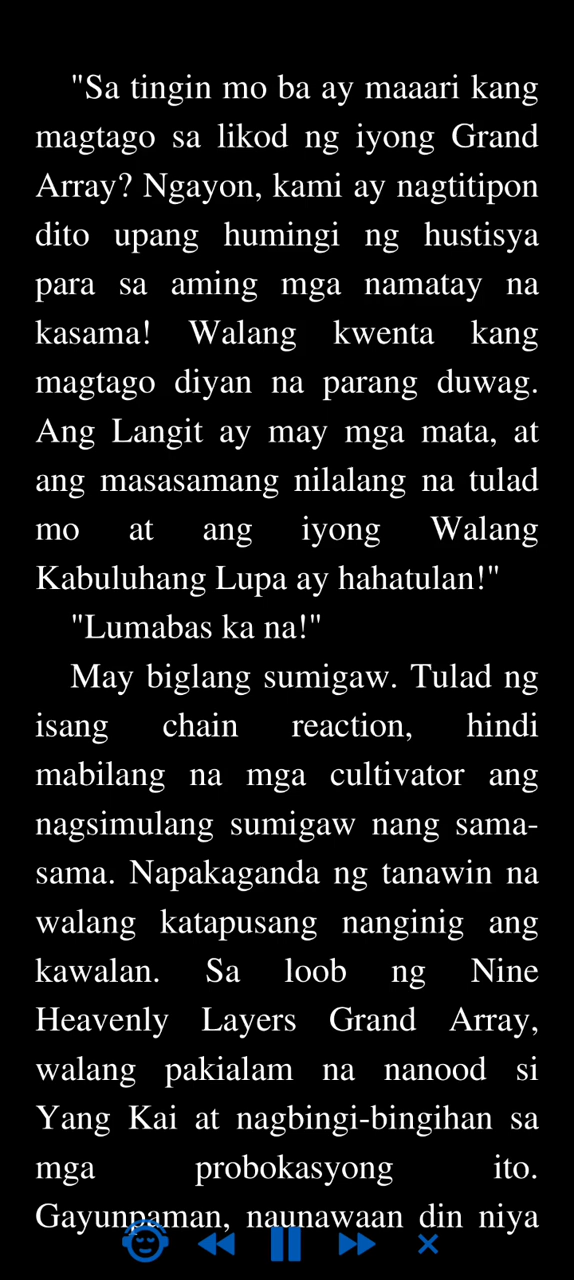 "Sa tingin mo ba ay maaari kang
magtago sa likod ng iyong Grand
Array? Ngayon, kami ay nagtitipon
dito upang humingi ng hustisya
para sa aming mga namatay na
kasama! Walang kwenta kang
magtago diyan na parang duwag.
Ang Langit ay may mga mata, at
ang masasamang nilalang na tulad
mo at ang iyong Walang
Kabuluhang Lupa ay hahatulan!"
"Lumabas ka na!"
May biglang sumigaw. Tulad ng
isang chain reaction, hindi
mabilang na mga cultivator ang
nagsimulang sumigaw nang sama-
sama. Napakaganda ng tanawin na
walang katapusang nanginig ang
kawalan. Sa loob ng Nine
Heavenly Layers Grand Array,
walang pakialam na nanood si
Yang Kai at nagbingi-bingihan sa
mga probokasyong ito.
Gayunpaman, naunawaan din niya